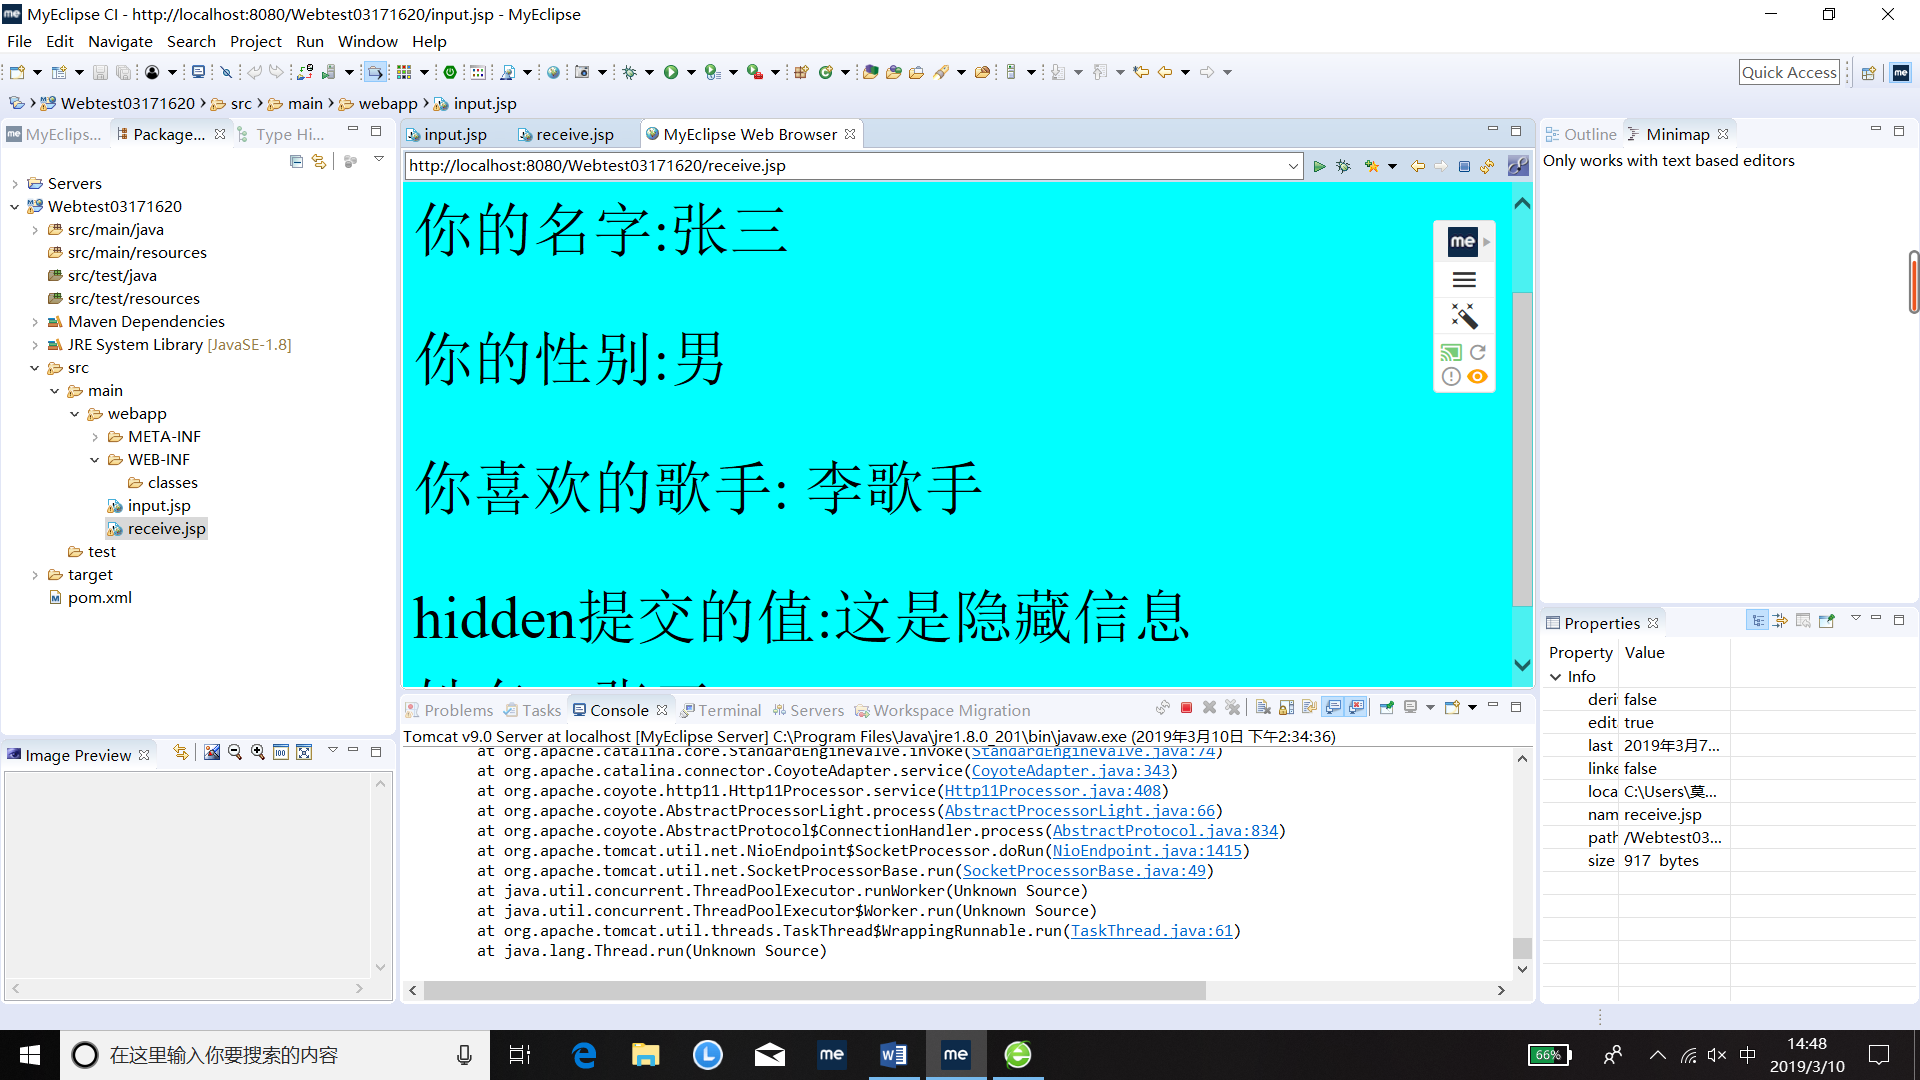 MyEclipse CI - http://localhost:8080/Webtest03171620/input.jsp - MyEclipse
File Edit Navigate Search Project Run Window Help
Quick Access
Webtest03171620 src main webapp input.jsp
MyEclips... Package... Type Hi...
Servers
Webtest03171620
src/main/java
src/main/resources
src/test/java
src/test/resources
Maven Dependencies
JRE System Library [JavaSE-1.8]
src
main
webapp
META-INF
WEB-INF
classes
input.jsp
receive.jsp
test
target
pom.xml
Image Preview
input.jsp receive.jsp MyEclipse Web Browser
http://localhost:8080/Webtest03171620/receive.jsp
你的名字:张三
你的性别:男
你喜欢的歌手: 李歌手
hidden提交的值:这是隐藏信息
me
Outline Minimap
Only works with text based editors
Problems Tasks Console Terminal Servers Workspace Migration
Tomcat v9.0 Server at localhost [MyEclipse Server] C:\Program Files\Java\jre1.8.0_201\bin\javaw.exe (2019年3月10日 下午2:34:36)
at org.apache.catalina.core.StandardEngineValve.invoke(StandardEngineValve.java:74)
at org.apache.catalina.connector.CoyoteAdapter.service(CoyoteAdapter.java:343)
at org.apache.coyote.http11.Http11Processor.service(Http11Processor.java:408)
at org.apache.coyote.AbstractProcessorLight.process(AbstractProcessorLight.java:66)
at org.apache.coyote.AbstractProtocol$ConnectionHandler.process(AbstractProtocol.java:834)
at org.apache.tomcat.util.net.NioEndpoint$SocketProcessor.doRun(NioEndpoint.java:1415)
at org.apache.tomcat.util.net.SocketProcessorBase.run(SocketProcessorBase.java:49)
at java.util.concurrent.ThreadPoolExecutor.runWorker(Unknown Source)
at java.util.concurrent.ThreadPoolExecutor$Worker.run(Unknown Source)
at org.apache.tomcat.util.threads.TaskThread$WrappingRunnable.run(TaskThread.java:61)
at java.lang.Thread.run(Unknown Source)
Properties
Property Value
Info
deri false
edit true
last 2019年3月7...
linke false
loca C:\Users\莫...
nam receive.jsp
path /Webtest03...
size 917 bytes
在这里输入你要搜索的内容
me
me
66%
中
14:48
2019/3/10